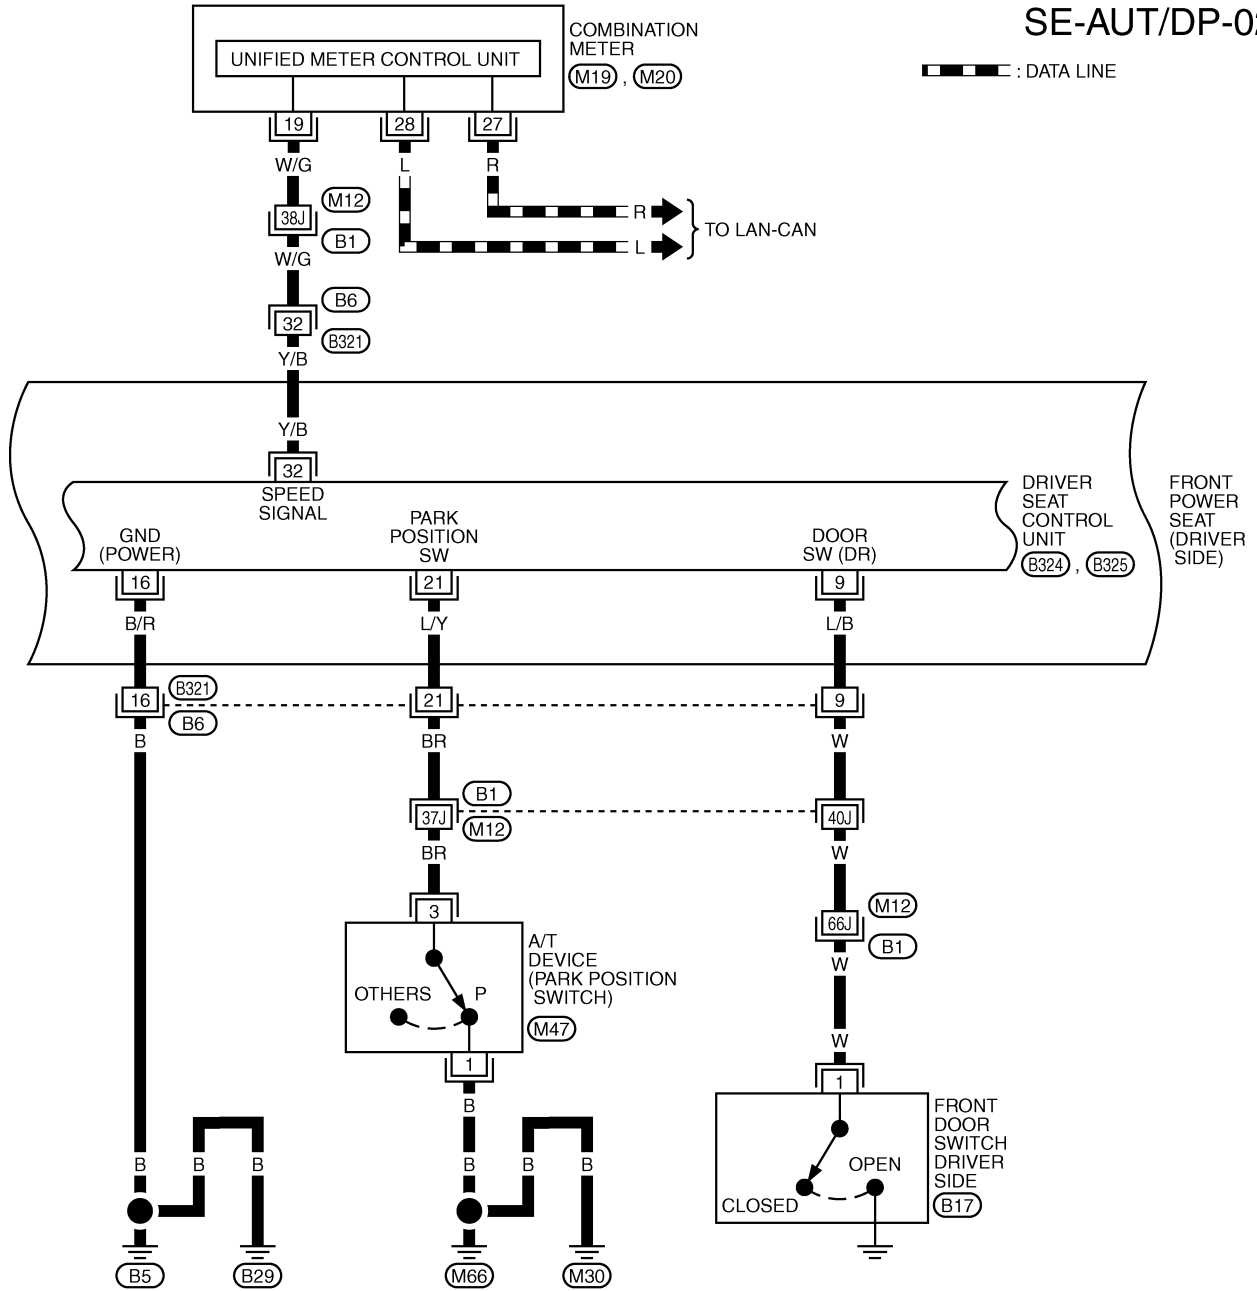 SE-AUT/DP-02
COMBINATION
METER
M19 , M20
UNIFIED METER CONTROL UNIT
: DATA LINE
19
28
27
W/G
L
R
M12
38J
B1
W/G
R
L
TO LAN-CAN
B6
32
B321
Y/B
Y/B
32
SPEED
SIGNAL
GND
(POWER)
PARK
POSITION
SW
DOOR
SW (DR)
DRIVER
SEAT
CONTROL
UNIT
B324 , B325
FRONT
POWER
SEAT
(DRIVER
SIDE)
16
21
9
B/R
L/Y
L/B
16
B321
B6
21
9
B
BR
W
B1
37J
M12
40J
BR
W
M12
66J
B1
W
3
A/T
DEVICE
(PARK POSITION
SWITCH)
M47
OTHERS
P
1
W
1
FRONT
DOOR
SWITCH
DRIVER
SIDE
B17
OPEN
CLOSED
B
B
B
B
B
B
B
B5
B29
M66
M30